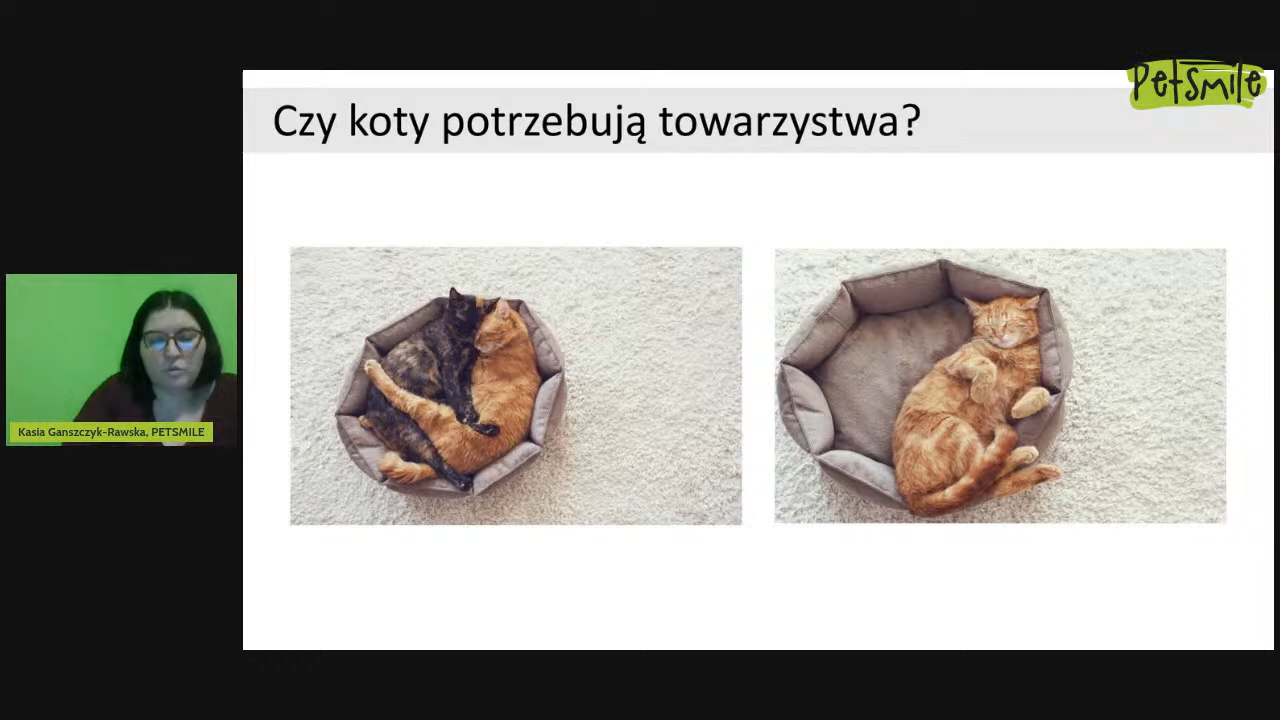 PetSmile
Czy koty potrzebują towarzystwa?
Kasia Ganszczyk-Rawska, PETSMILE